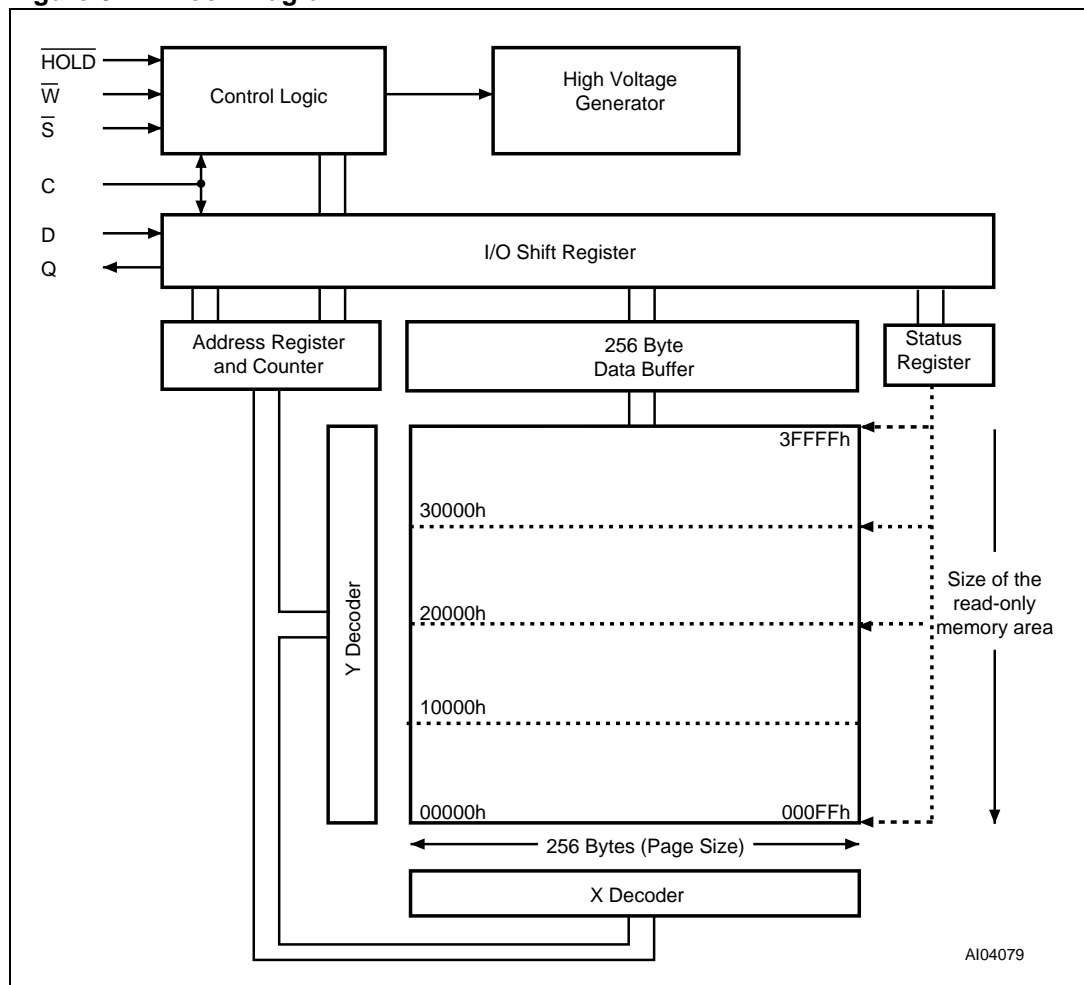 HOLD
W
S
C
D
Q
Control Logic
High Voltage
Generator
I/O Shift Register
Address Register
and Counter
256 Byte
Data Buffer
Status
Register
3FFFFh
30000h
20000h
10000h
00000h
000FFh
Y Decoder
Size of the
read-only
memory area
256 Bytes (Page Size)
X Decoder
AI04079